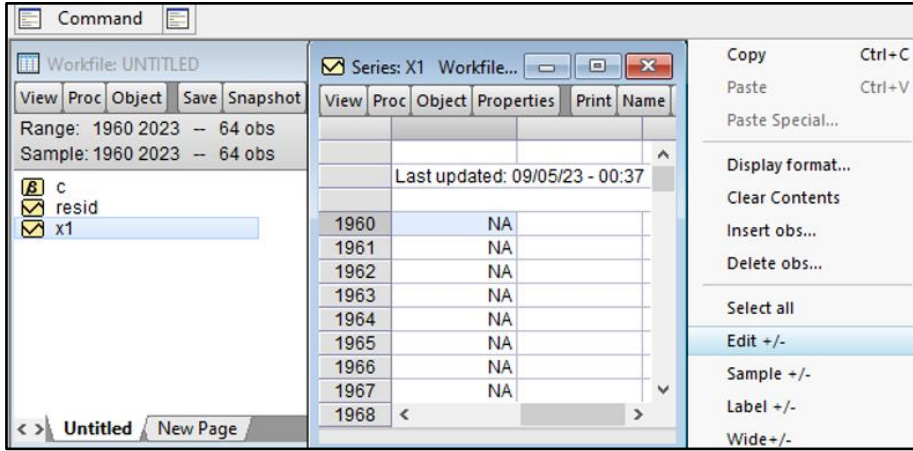 Command
Workfile: UNTITLED
View Proc Object Save Snapshot
Range: 1960 2023 -- 64 obs
Sample: 1960 2023 -- 64 obs
β c
resid
x1
Untitled New Page
Series: X1 Workfile...
View Proc Object Properties Print Name
Last updated: 09/05/23 - 00:37
1960 NA
1961 NA
1962 NA
1963 NA
1964 NA
1965 NA
1966 NA
1967 NA
1968
Copy Ctrl+C
Paste Ctrl+V
Paste Special...
Display format...
Clear Contents
Insert obs...
Delete obs...
Select all
Edit +/-
Sample +/-
Label +/-
Wide+/-